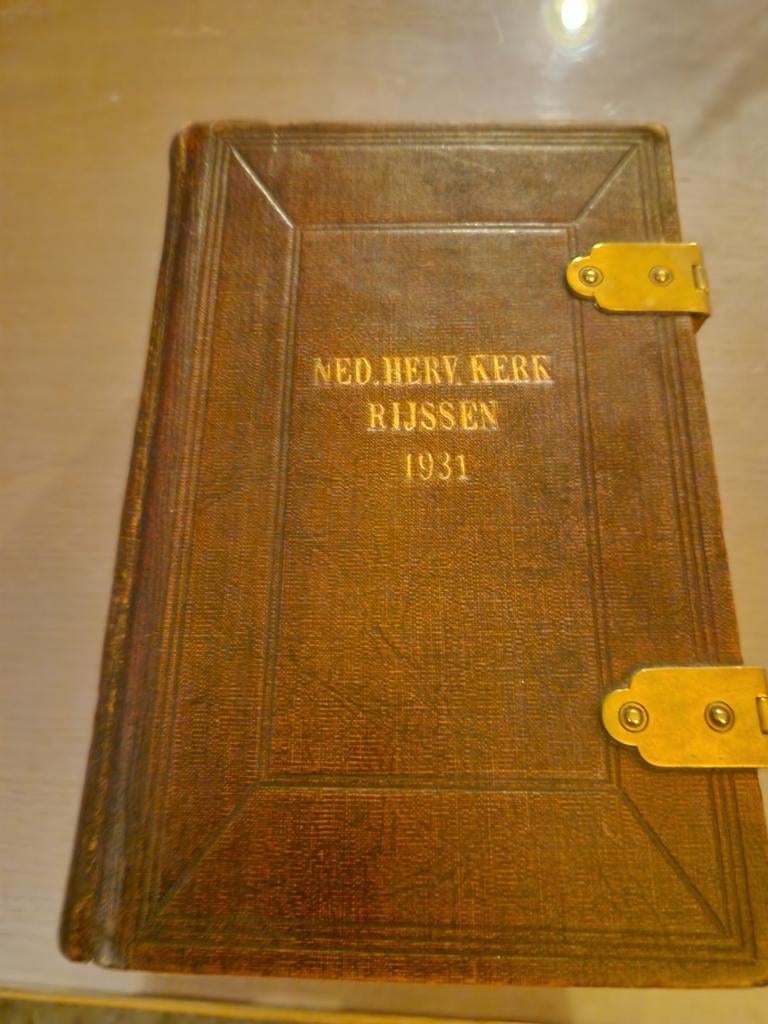 NED. HERV. KERK
RIJSSEN
1931